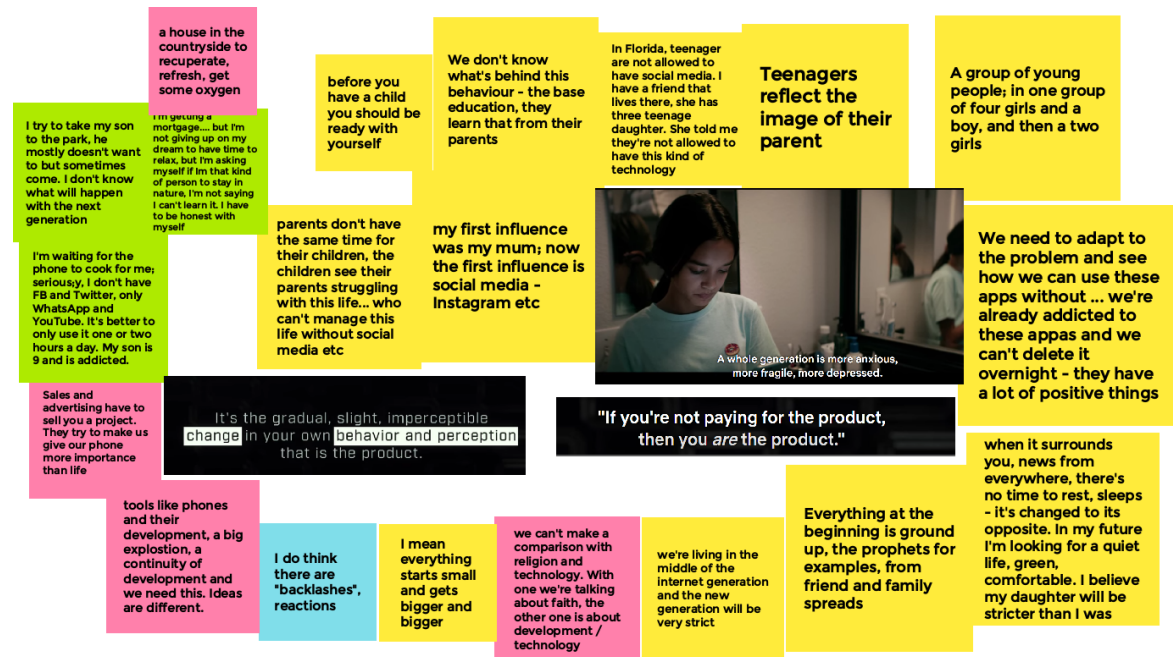 a house in the
countryside to
recuperate,
refresh, get
some oxygen
before you
have a child
you should be
ready with
yourself
We don't know
what's behind this
behaviour - the base
education, they
learn that from their
parents
In Florida, teenager
are not allowed to
have social media. I
have a friend that
lives there, she has
three teenage
daughter. She told me
they're not allowed to
have this kind of
technology
Teenagers
reflect the
image of their
parent
A group of young
people; in one group
of four girls and a
boy, and then a two
girls
I try to take my son
to the park, he
mostly doesn't want
to but sometimes
come. I don't know
what will happen
with the next
generation
I'm getting a
mortgage.... but I'm
not giving up on my
dream to have time to
relax, but I'm asking
myself if Im that kind
of person to stay in
nature, I'm not saying
I can't learn it. I have
to be honest with
myself
parents don't have
the same time for
their children, the
children see their
parents struggling
with this life... who
can't manage this
life without social
media etc
my first influence
was my mum; now
the first influence is
social media -
Instagram etc
A whole generation is more anxious,
more fragile, more depressed.
We need to adapt to
the problem and see
how we can use these
apps without ... we're
already addicted to
these appas and we
can't delete it
overnight - they have
a lot of positive things
I'm waiting for the
phone to cook for me;
serious;y, I don't have
FB and Twitter, only
WhatsApp and
YouTube. It's better to
only use it one or two
hours a day. My son is
9 and is addicted.
Sales and
advertising have to
sell you a project.
They try to make us
give our phone
more importance
than life
It's the gradual, slight, imperceptible
change in your own behavior and perception
that is the product.
"If you're not paying for the product,
then you are the product."
when it surrounds
you, news from
everywhere, there's
no time to rest, sleeps
- it's changed to its
opposite. In my future
I'm looking for a quiet
life, green,
comfortable. I believe
my daughter will be
stricter than I was
tools like phones
and their
development, a big
explostion, a
continuity of
development and
we need this. Ideas
are different.
I do think
there are
"backlashes",
reactions
I mean
everything
starts small
and gets
bigger and
bigger
we can't make a
comparison with
religion and
technology. With
one we're talking
about faith, the
other one is about
development /
technology
we're living in the
middle of the
internet generation
and the new
generation will be
very strict
Everything at the
beginning is ground
up, the prophets for
examples, from
friend and family
spreads